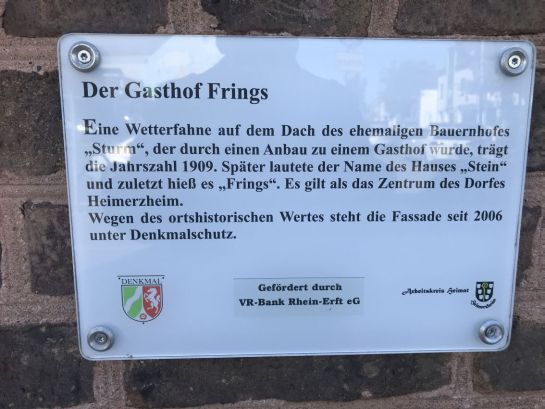 Der Gasthof Frings
Eine Wetterfahne auf dem Dach des ehemaligen Bauernhofes
„Sturm“, der durch einen Anbau zu einem Gasthof wurde, trägt
die Jahrszahl 1909. Später lautete der Name des Hauses „Stein“
und zuletzt hieß es „Frings“. Es gilt als das Zentrum des Dorfes
Heimerzheim.
Wegen des ortshistorischen Wertes steht die Fassade seit 2006
unter Denkmalschutz.
DENKMAL
Gefördert durch
VR-Bank Rhein-Erft eG
Arbeitskreis Heimat
Heimerzheim